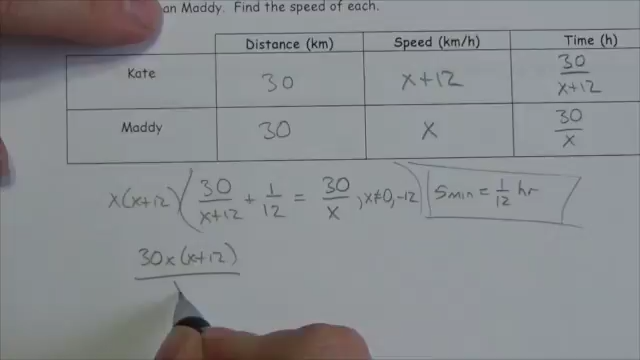 an Maddy. Find the speed of each.
Distance (km) Speed (km/h) Time (h)
Kate 30 x+12 30/(x+12)
Maddy 30 x 30/x
x(x+12)(30/(x+12) + 1/12 = 30/x, x≠0,-12) 5min = 1/12 hr
30x(x+12)